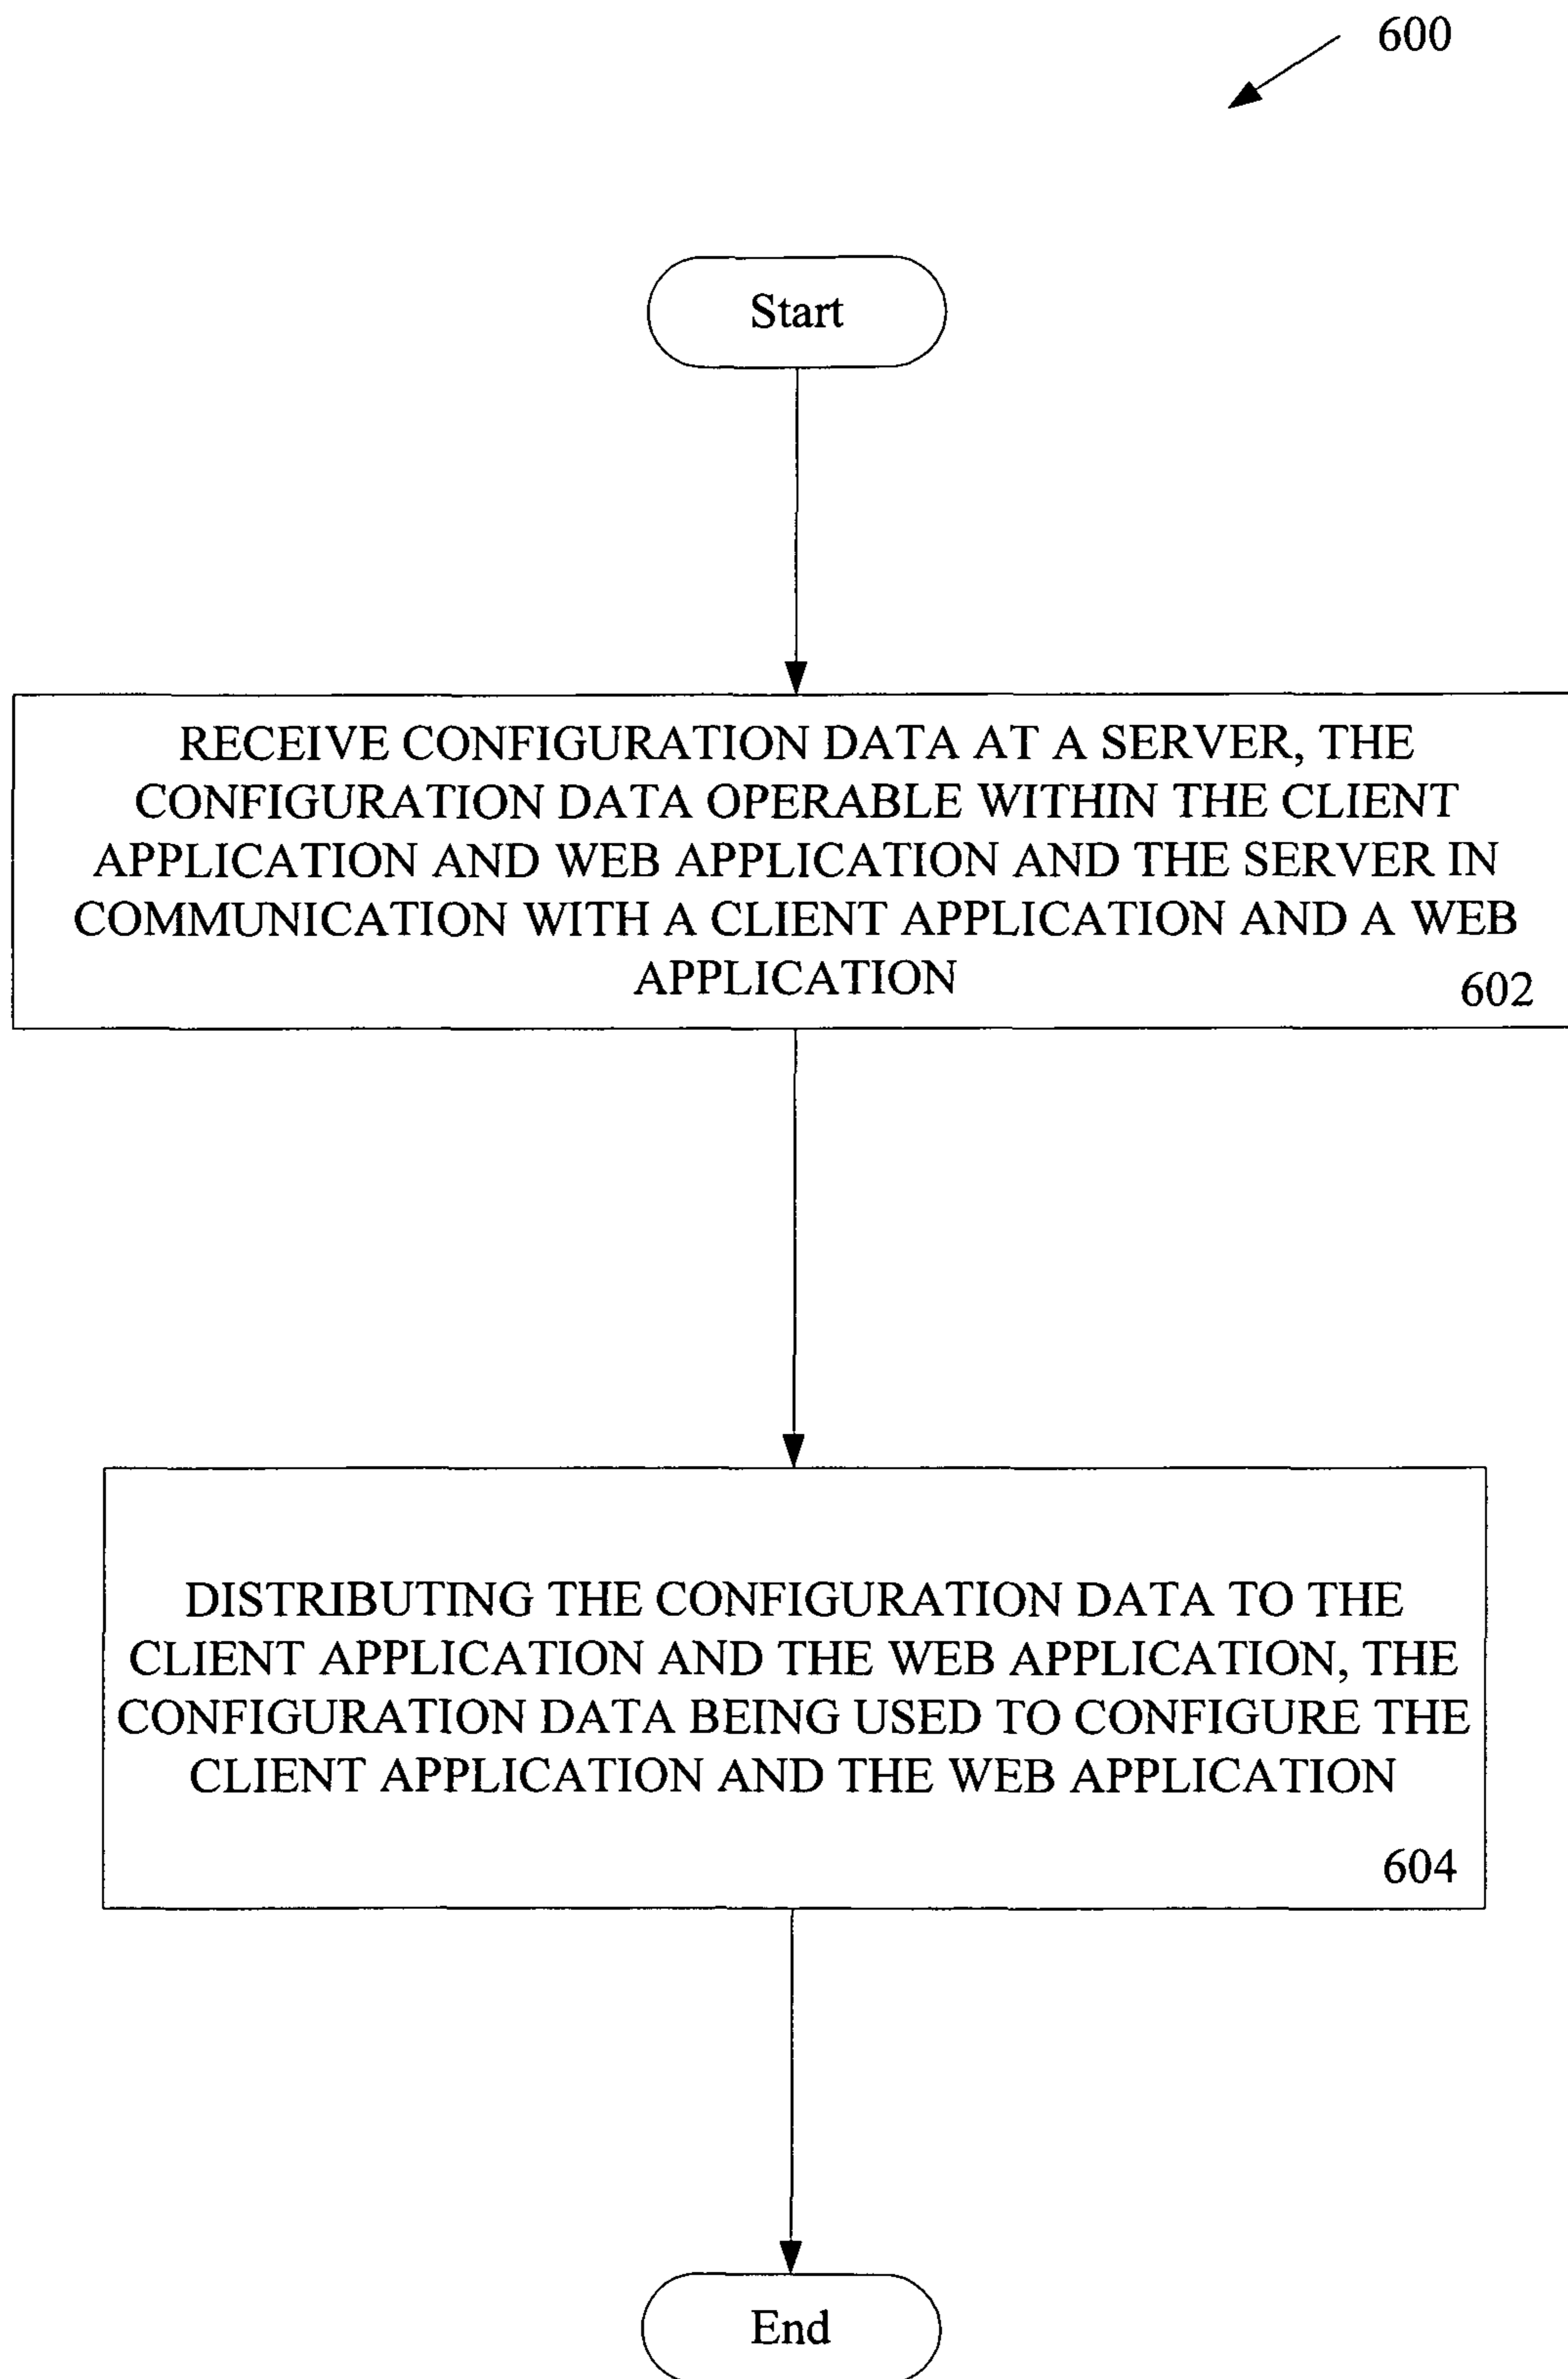 600
Start
RECEIVE CONFIGURATION DATA AT A SERVER, THE
CONFIGURATION DATA OPERABLE WITHIN THE CLIENT
APPLICATION AND WEB APPLICATION AND THE SERVER IN
COMMUNICATION WITH A CLIENT APPLICATION AND A WEB
APPLICATION
602
DISTRIBUTING THE CONFIGURATION DATA TO THE
CLIENT APPLICATION AND THE WEB APPLICATION, THE
CONFIGURATION DATA BEING USED TO CONFIGURE THE
CLIENT APPLICATION AND THE WEB APPLICATION
604
End